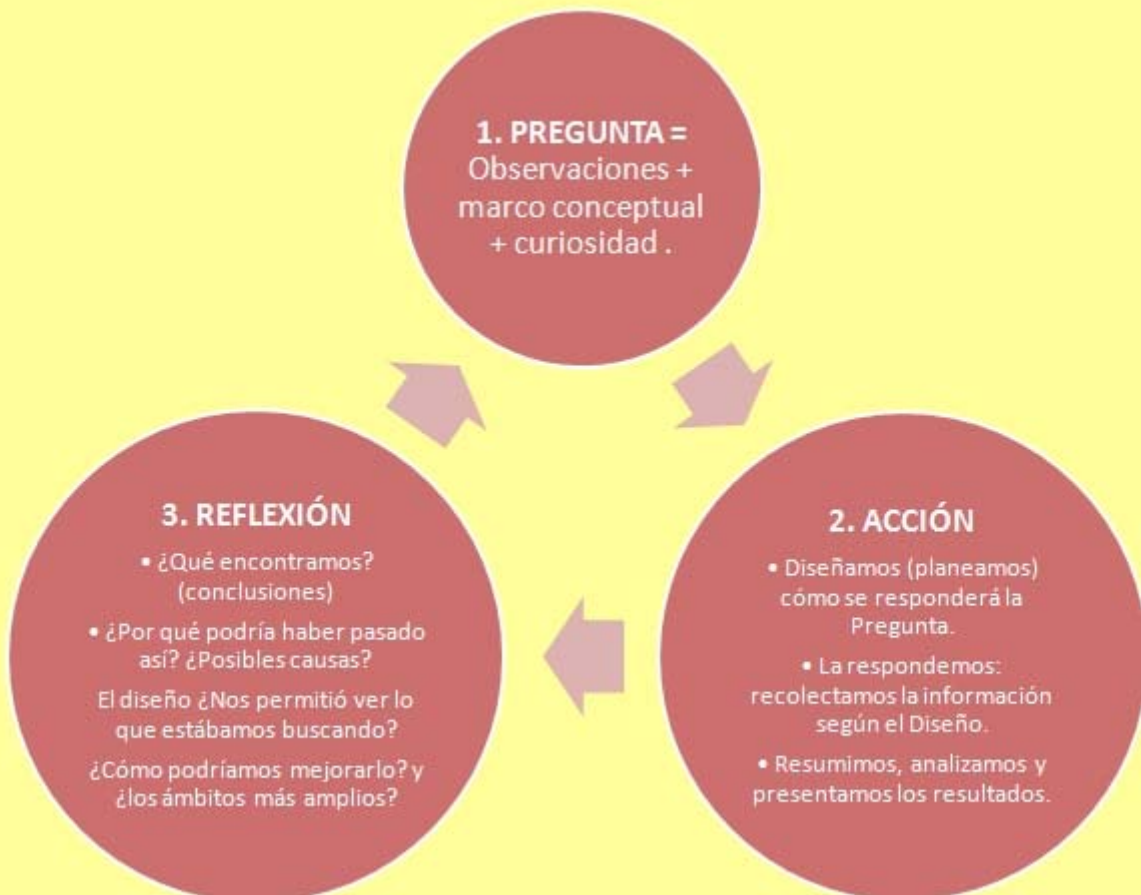 1. PREGUNTA =
Observaciones +
marco conceptual
+ curiosidad .
2. ACCIÓN
• Diseñamos (planeamos)
cómo se responderá la
Pregunta.
• La respondemos:
recolectamos la información
según el Diseño.
• Resumimos, analizamos y
presentamos los resultados.
3. REFLEXIÓN
• ¿Qué encontramos?
(conclusiones)
• ¿Por qué podría haber pasado
así? ¿Posibles causas?
El diseño ¿Nos permitió ver lo
que estábamos buscando?
¿Cómo podríamos mejorarlo? y
¿los ámbitos más amplios?